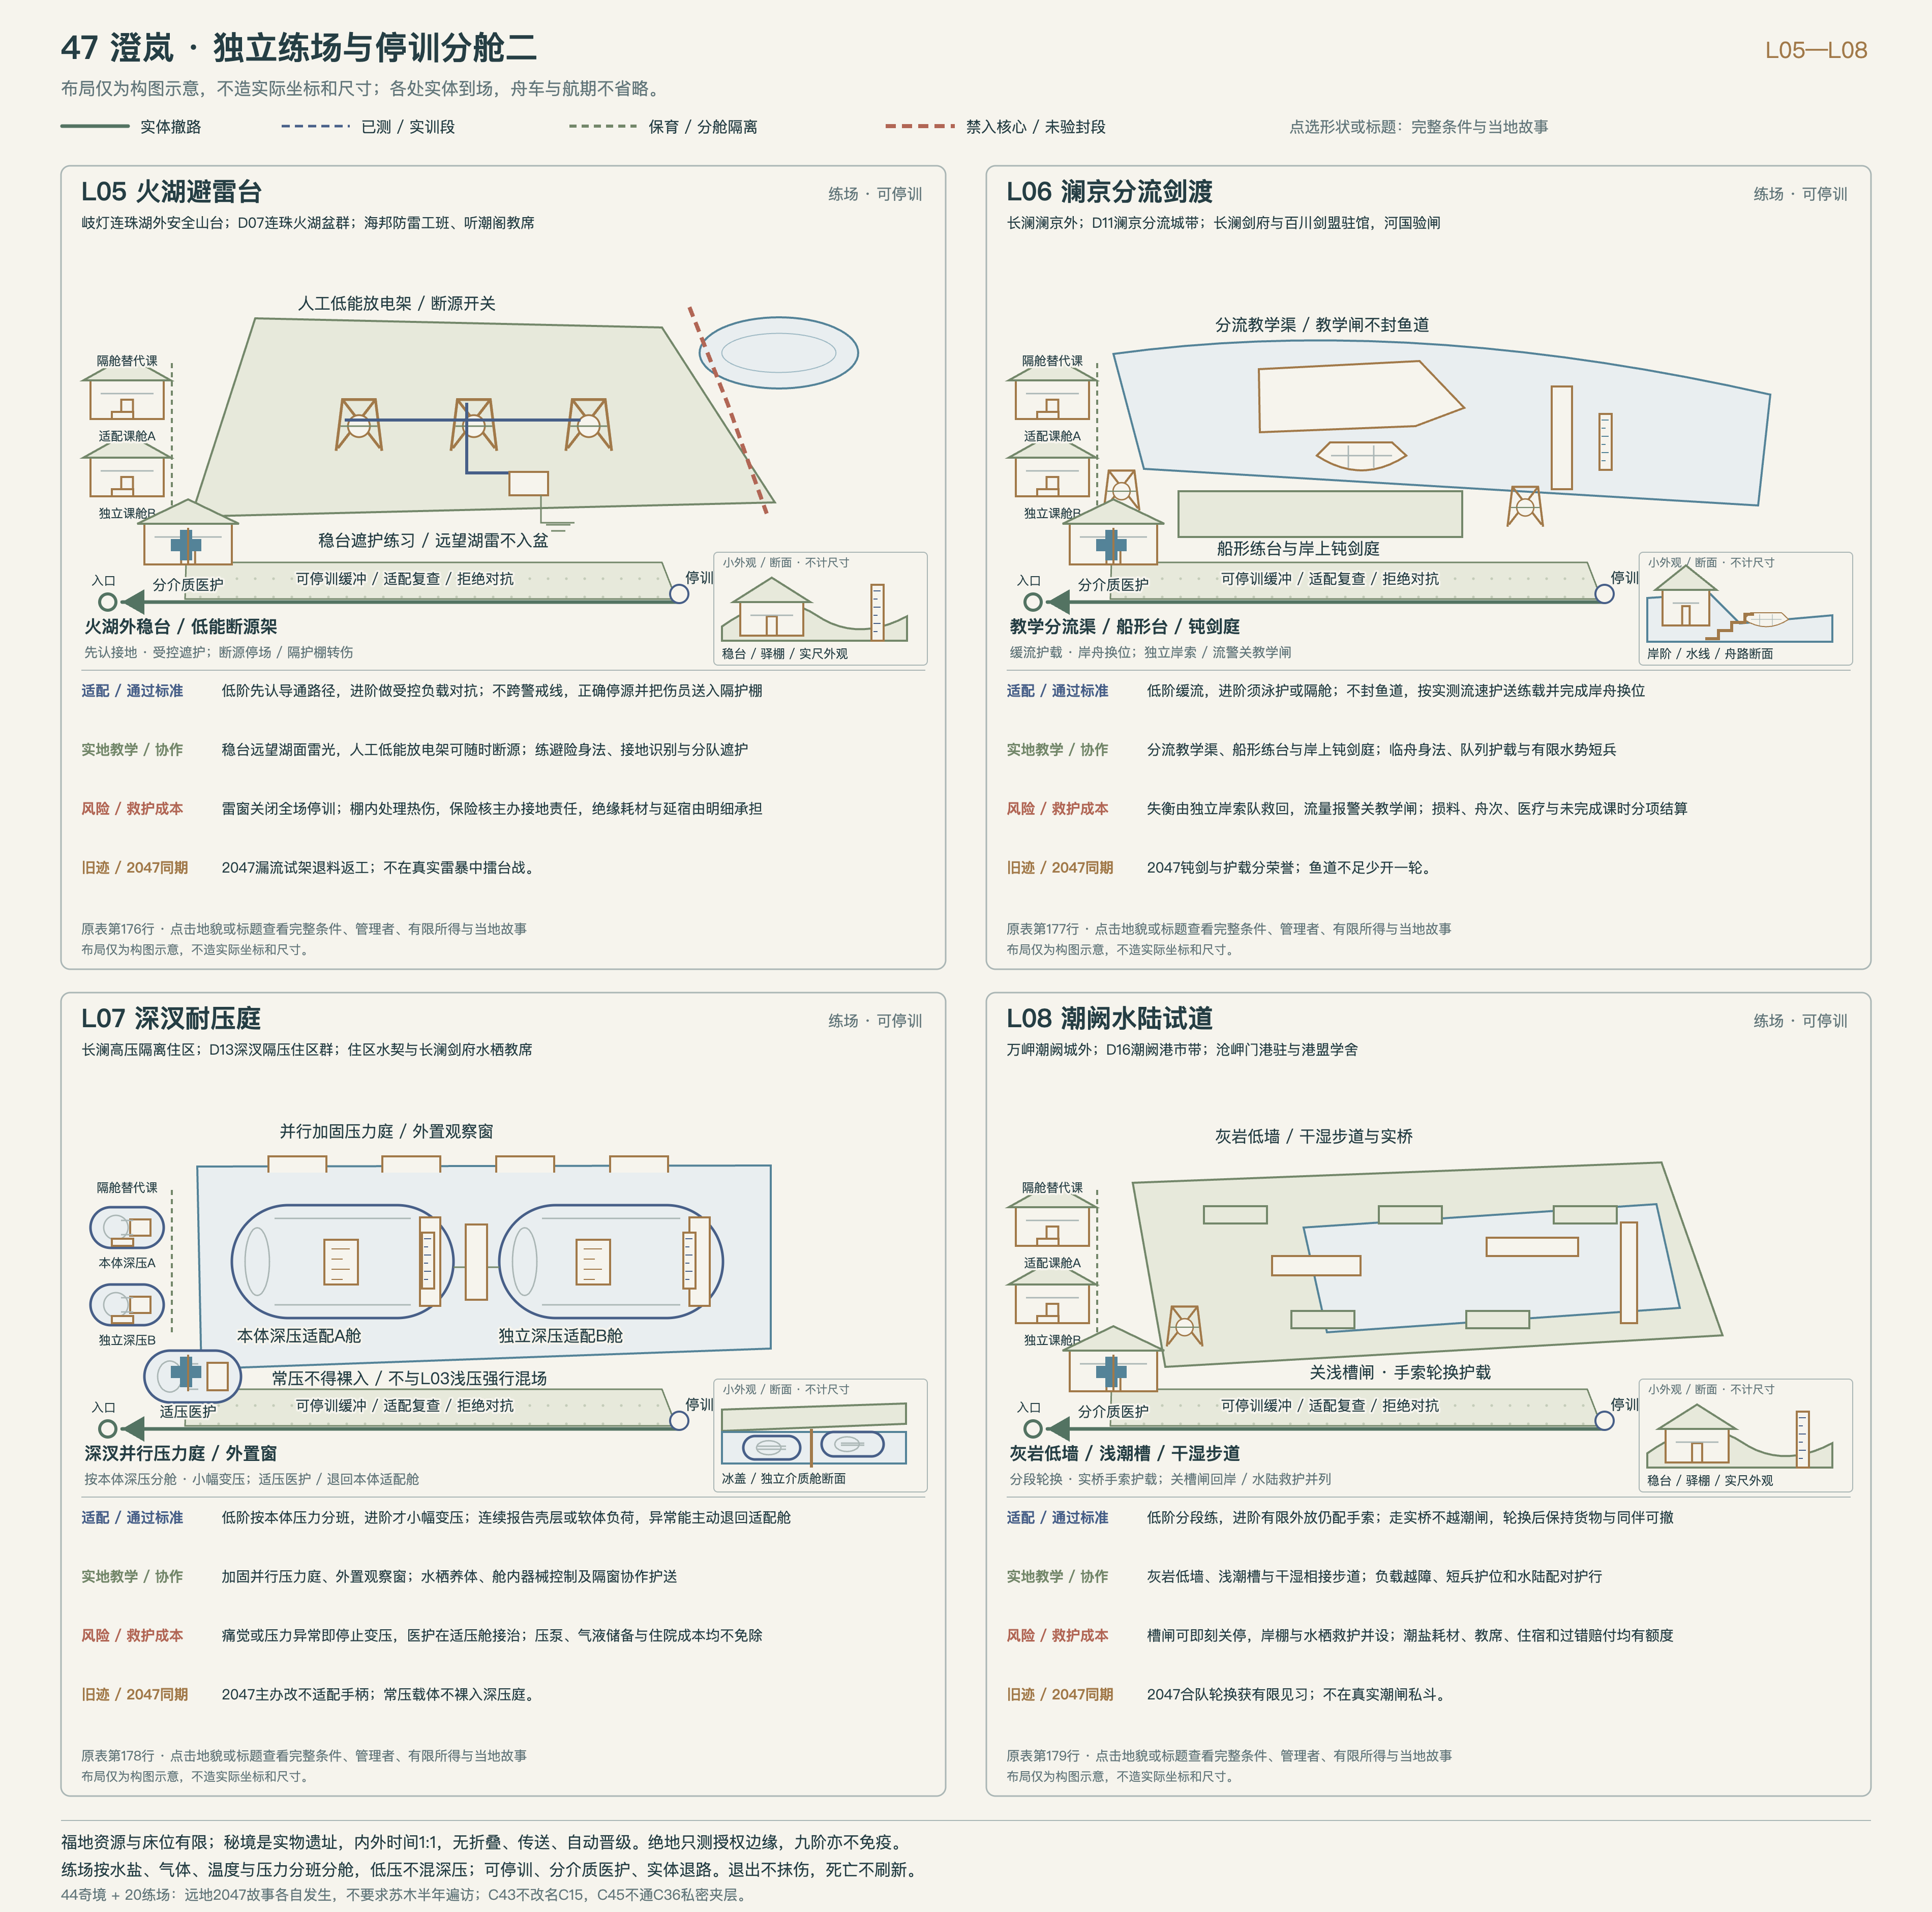 47 澄岚 · 独立练场与停训分舱二
L05—L08
布局仅为构图示意，不造实际坐标和尺寸；各处实体到场，舟车与航期不省略。
实体撤路
已测 / 实训段
保育 / 分舱隔离
禁入核心 / 未验封段
点选形状或标题：完整条件与当地故事
L05 火湖避雷台
练场 · 可停训
岐灯连珠湖外安全山台；D07连珠火湖盆群；海邦防雷工班、听潮阁教席
人工低能放电架 / 断源开关
隔舱替代课
适配课舱A
独立课舱B
稳台遮护练习 / 远望湖雷不入盆
入口
分介质医护
可停训缓冲 / 适配复查 / 拒绝对抗
停训
小外观 / 断面 · 不计尺寸
稳台 / 驿棚 / 实尺外观
火湖外稳台 / 低能断源架
先认接地 · 受控遮护；断源停场 / 隔护棚转伤
适配 / 通过标准
低阶先认导通路径，进阶做受控负载对抗；不跨警戒线，正确停源并把伤员送入隔护棚
实地教学 / 协作
稳台远望湖面雷光，人工低能放电架可随时断源；练避险身法、接地识别与分队遮护
风险 / 救护成本
雷窗关闭全场停训；棚内处理热伤，保险核主办接地责任，绝缘耗材与延宿由明细承担
旧迹 / 2047同期
2047漏流试架退料返工；不在真实雷暴中擂台战。
原表第176行 · 点击地貌或标题查看完整条件、管理者、有限所得与当地故事
布局仅为构图示意，不造实际坐标和尺寸。
L06 澜京分流剑渡
练场 · 可停训
长澜澜京外；D11澜京分流城带；长澜剑府与百川剑盟驻馆，河国验闸
分流教学渠 / 教学闸不封鱼道
隔舱替代课
适配课舱A
独立课舱B
船形练台与岸上钝剑庭
入口
分介质医护
可停训缓冲 / 适配复查 / 拒绝对抗
停训
小外观 / 断面 · 不计尺寸
岸阶 / 水线 / 舟路断面
教学分流渠 / 船形台 / 钝剑庭
缓流护载 · 岸舟换位；独立岸索 / 流警关教学闸
适配 / 通过标准
低阶缓流，进阶须泳护或隔舱；不封鱼道，按实测流速护送练载并完成岸舟换位
实地教学 / 协作
分流教学渠、船形练台与岸上钝剑庭；临舟身法、队列护载与有限水势短兵
风险 / 救护成本
失衡由独立岸索队救回，流量报警关教学闸；损料、舟次、医疗与未完成课时分项结算
旧迹 / 2047同期
2047钝剑与护载分荣誉；鱼道不足少开一轮。
原表第177行 · 点击地貌或标题查看完整条件、管理者、有限所得与当地故事
布局仅为构图示意，不造实际坐标和尺寸。
L07 深汊耐压庭
练场 · 可停训
长澜高压隔离住区；D13深汊隔压住区群；住区水契与长澜剑府水栖教席
并行加固压力庭 / 外置观察窗
隔舱替代课
本体深压A
独立深压B
本体深压适配A舱
独立深压适配B舱
常压不得裸入 / 不与L03浅压强行混场
入口
适压医护
可停训缓冲 / 适配复查 / 拒绝对抗
停训
小外观 / 断面 · 不计尺寸
冰盖 / 独立介质舱断面
深汊并行压力庭 / 外置窗
按本体深压分舱 · 小幅变压；适压医护 / 退回本体适配舱
适配 / 通过标准
低阶按本体压力分班，进阶才小幅变压；连续报告壳层或软体负荷，异常能主动退回适配舱
实地教学 / 协作
加固并行压力庭、外置观察窗；水栖养体、舱内器械控制及隔窗协作护送
风险 / 救护成本
痛觉或压力异常即停止变压，医护在适压舱接治；压泵、气液储备与住院成本均不免除
旧迹 / 2047同期
2047主办改不适配手柄；常压载体不裸入深压庭。
原表第178行 · 点击地貌或标题查看完整条件、管理者、有限所得与当地故事
布局仅为构图示意，不造实际坐标和尺寸。
L08 潮阙水陆试道
练场 · 可停训
万岬潮阙城外；D16潮阙港市带；沧岬门港驻与港盟学舍
灰岩低墙 / 干湿步道与实桥
隔舱替代课
适配课舱A
独立课舱B
关浅槽闸 · 手索轮换护载
入口
分介质医护
可停训缓冲 / 适配复查 / 拒绝对抗
停训
小外观 / 断面 · 不计尺寸
稳台 / 驿棚 / 实尺外观
灰岩低墙 / 浅潮槽 / 干湿步道
分段轮换 · 实桥手索护载；关槽闸回岸 / 水陆救护并列
适配 / 通过标准
低阶分段练，进阶有限外放仍配手索；走实桥不越潮闸，轮换后保持货物与同伴可撤
实地教学 / 协作
灰岩低墙、浅潮槽与干湿相接步道；负载越障、短兵护位和水陆配对护行
风险 / 救护成本
槽闸可即刻关停，岸棚与水栖救护并设；潮盐耗材、教席、住宿和过错赔付均有额度
旧迹 / 2047同期
2047合队轮换获有限见习；不在真实潮闸私斗。
原表第179行 · 点击地貌或标题查看完整条件、管理者、有限所得与当地故事
布局仅为构图示意，不造实际坐标和尺寸。
福地资源与床位有限；秘境是实物遗址，内外时间1:1，无折叠、传送、自动晋级。绝地只测授权边缘，九阶亦不免疫。
练场按水盐、气体、温度与压力分班分舱，低压不混深压；可停训、分介质医护、实体退路。退出不抹伤，死亡不刷新。
44奇境 + 20练场：远地2047故事各自发生，不要求苏木半年遍访；C43不改名C15，C45不通C36私密夹层。